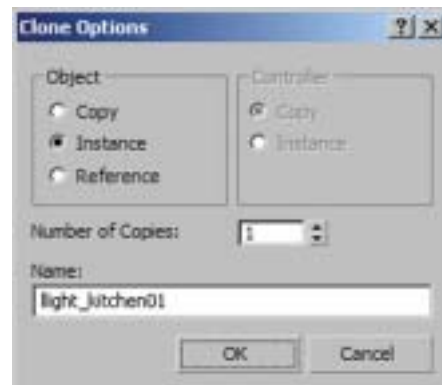 Clone Options
Object
Controller
Copy
Copy
Instance
Instance
Reference
Number of Copies:
1
Name:
llight_kitchen01
OK
Cancel